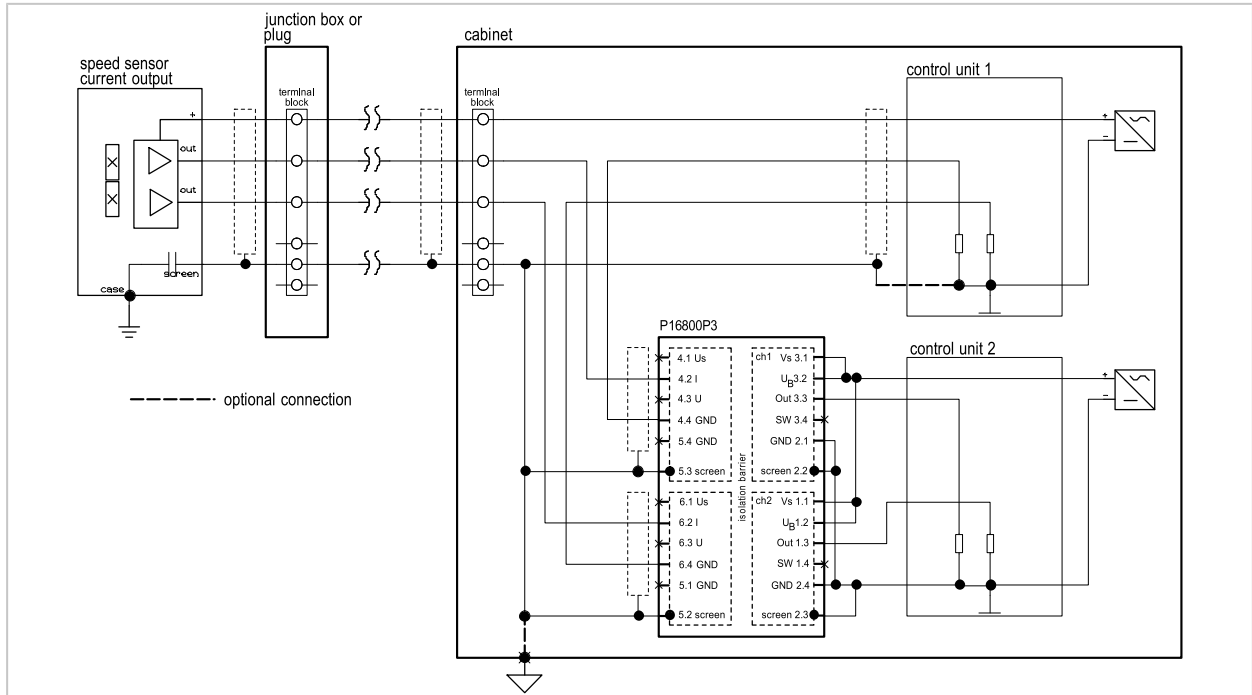 junction box or
plug
cabinet
speed sensor
current output
control unit 1
terminal
block
terminal
block
+
+
out
-
out
screen
case
P16800P3
control unit 2
4.1 Us
ch1 Vs 3.1
4.2 I
UB3.2
+
optional connection
4.3 U
Out 3.3
-
4.4 GND
SW 3.4
5.4 GND
GND 2.1
5.3 screen
screen 2.2
isolation barrier
6.1 Us
ch2 Vs 1.1
6.2 I
UB1.2
6.3 U
Out 1.3
6.4 GND
SW 1.4
5.1 GND
GND 2.4
5.2 screen
screen 2.3